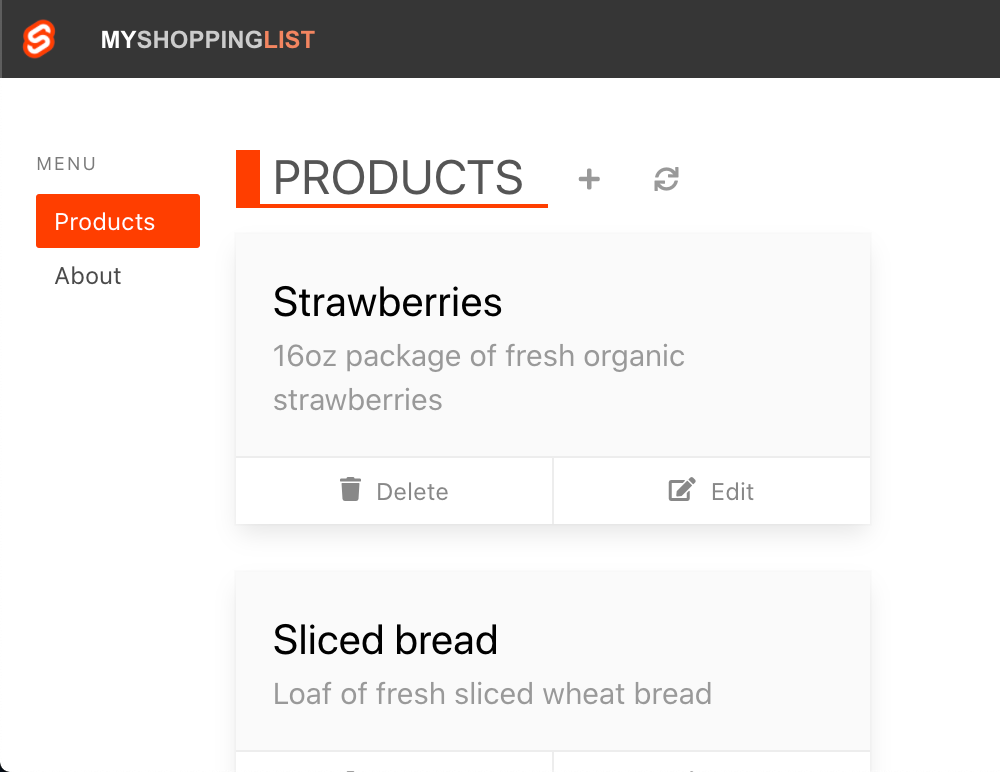 MYSHOPPINGLIST
MENU
Products
About
PRODUCTS
Strawberries
16oz package of fresh organic
strawberries
Delete
Edit
Sliced bread
Loaf of fresh sliced wheat bread